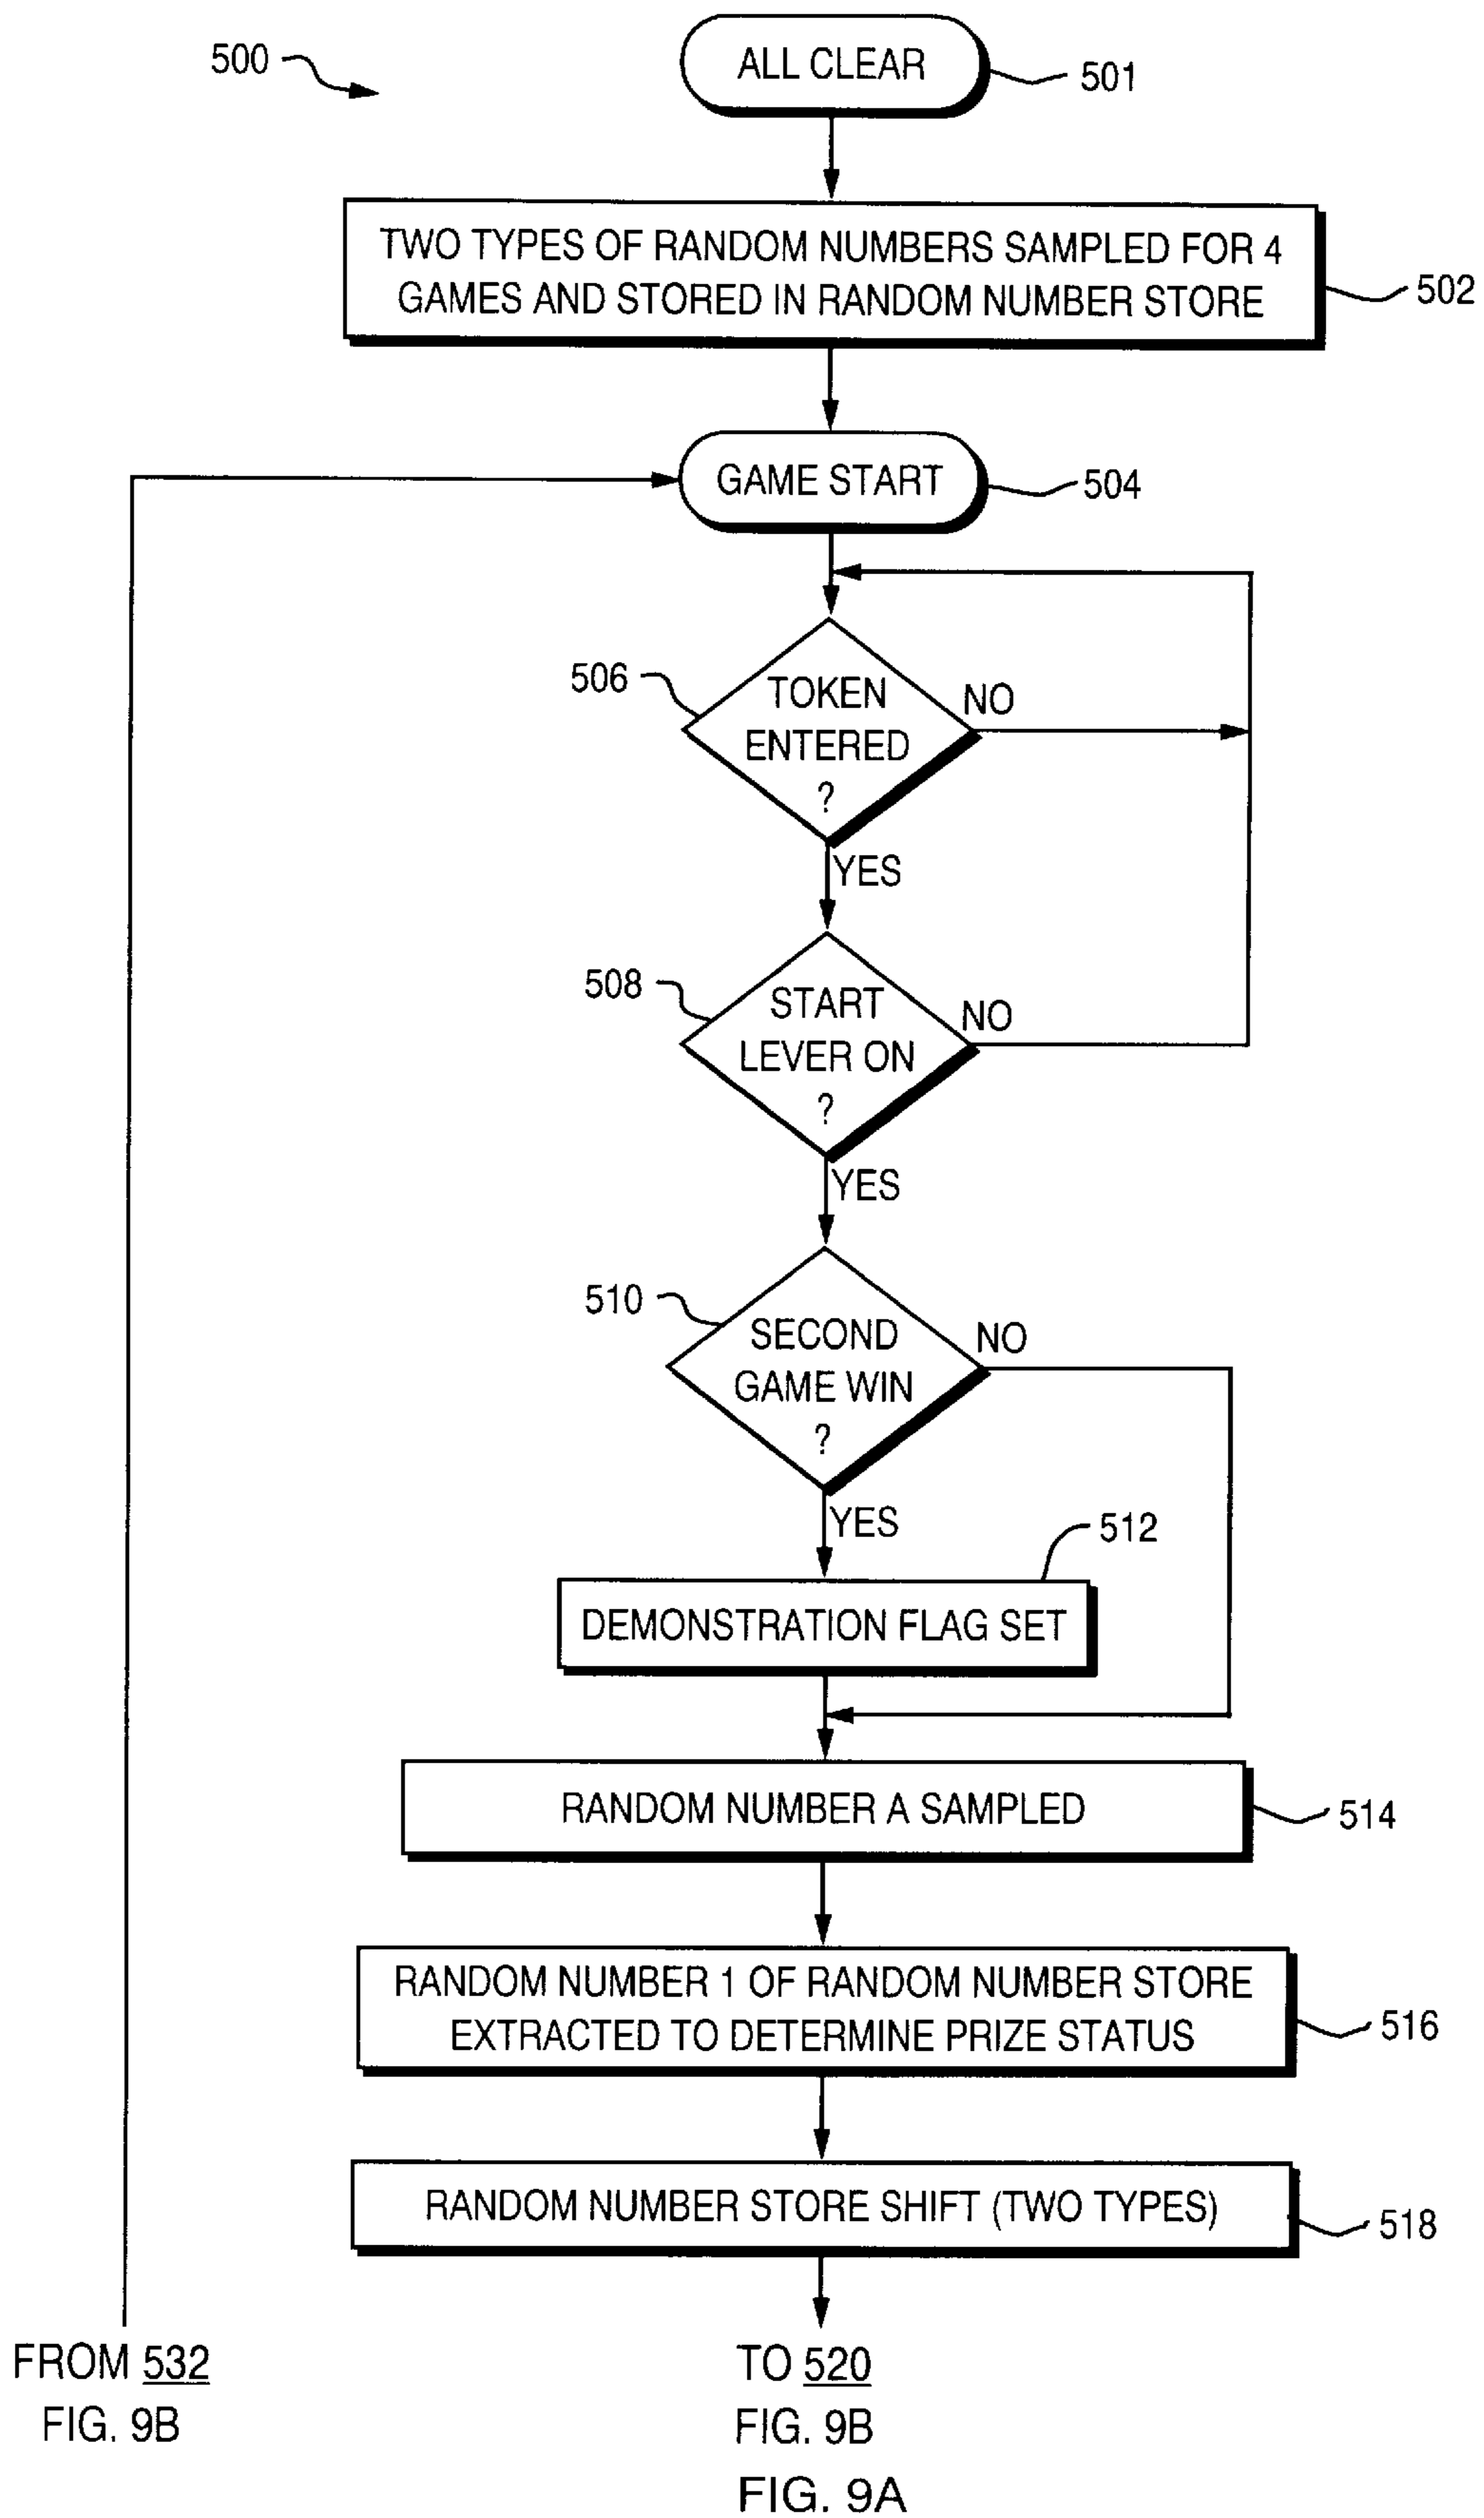 500
ALL CLEAR
501
TWO TYPES OF RANDOM NUMBERS SAMPLED FOR 4
GAMES AND STORED IN RANDOM NUMBER STORE
502
GAME START
504
506
TOKEN
ENTERED
?
NO
YES
508
START
LEVER ON
?
NO
YES
510
SECOND
GAME WIN
?
NO
YES
512
DEMONSTRATION FLAG SET
RANDOM NUMBER A SAMPLED
514
RANDOM NUMBER 1 OF RANDOM NUMBER STORE
EXTRACTED TO DETERMINE PRIZE STATUS
516
RANDOM NUMBER STORE SHIFT (TWO TYPES)
518
FROM 532
FIG. 9B
TO 520
FIG. 9B
FIG. 9A